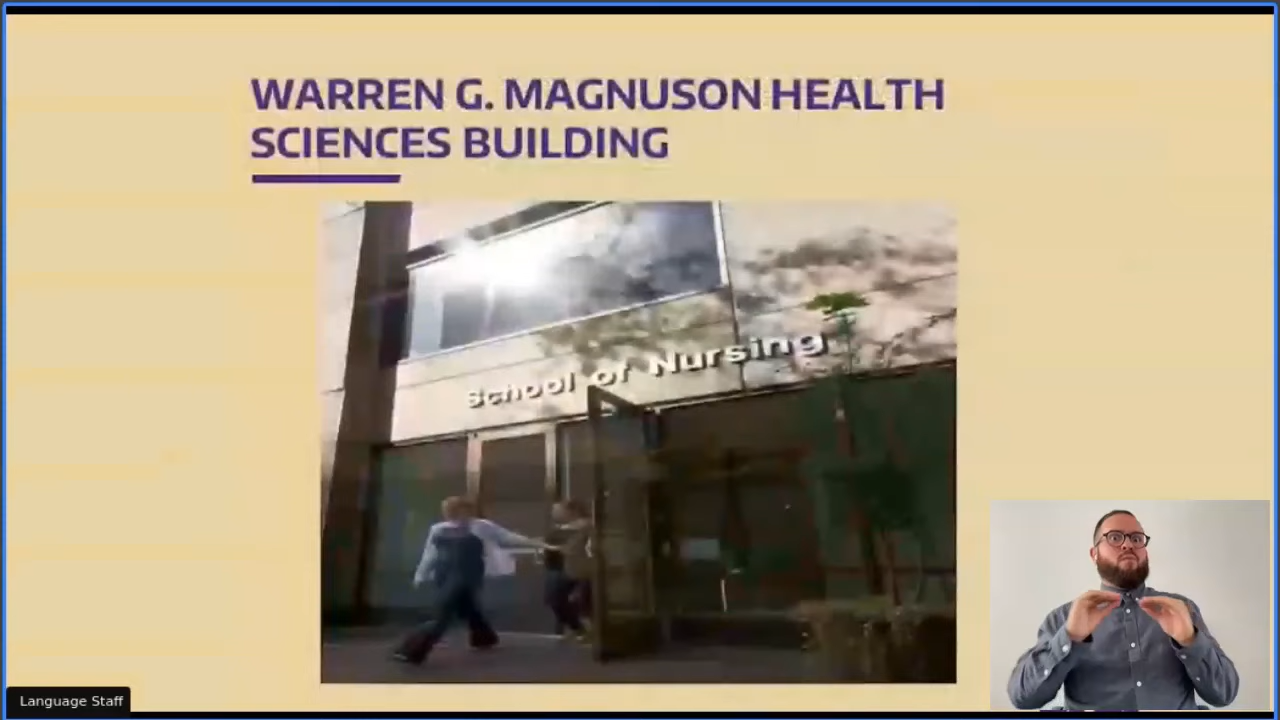 WARREN G. MAGNUSON HEALTH
SCIENCES BUILDING
School of Nursing
Language Staff